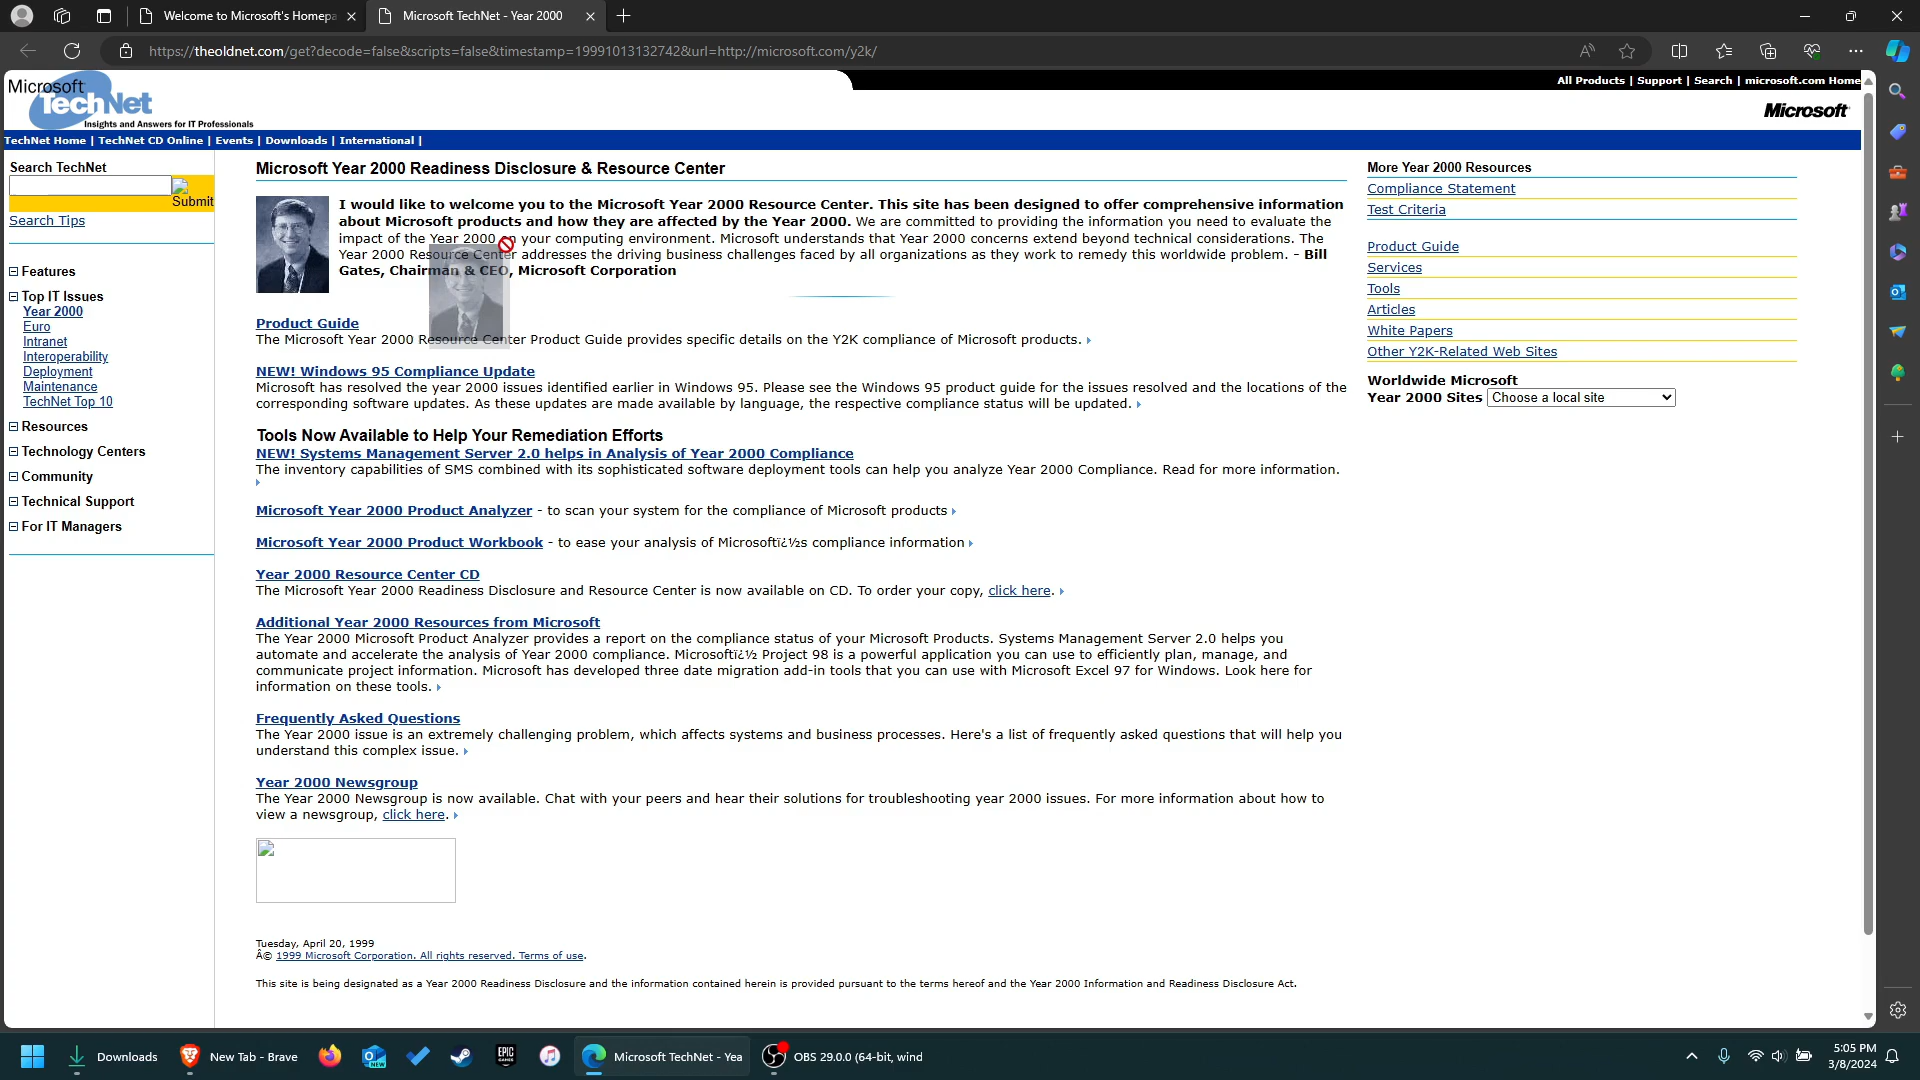 Welcome to Microsoft's Homepa
Microsoft TechNet - Year 2000
https://theoldnet.com/get?decode=false&scripts=false&timestamp=19991013132742&url=http://microsoft.com/y2k/
Microsoft
TechNet
Insights and Answers for IT Professionals
All Products | Support | Search | microsoft.com Home
Microsoft
TechNet Home | TechNet CD Online | Events | Downloads | International |
Search TechNet
Submit
Search Tips
Features
Top IT Issues
Year 2000
Euro
Intranet
Interoperability
Deployment
Maintenance
TechNet Top 10
Resources
Technology Centers
Community
Technical Support
For IT Managers
Microsoft Year 2000 Readiness Disclosure & Resource Center
I would like to welcome you to the Microsoft Year 2000 Resource Center. This site has been designed to offer comprehensive information
about Microsoft products and how they are affected by the Year 2000. We are committed to providing the information you need to evaluate the
impact of the Year 2000 on your computing environment. Microsoft understands that Year 2000 concerns extend beyond technical considerations. The
Year 2000 Resource Center addresses the driving business challenges faced by all organizations as they work to remedy this worldwide problem. - Bill
Gates, Chairman & CEO, Microsoft Corporation
Product Guide
The Microsoft Year 2000 Resource Center Product Guide provides specific details on the Y2K compliance of Microsoft products.
NEW! Windows 95 Compliance Update
Microsoft has resolved the year 2000 issues identified earlier in Windows 95. Please see the Windows 95 product guide for the issues resolved and the locations of the
corresponding software updates. As these updates are made available by language, the respective compliance status will be updated.
Tools Now Available to Help Your Remediation Efforts
NEW! Systems Management Server 2.0 helps in Analysis of Year 2000 Compliance
The inventory capabilities of SMS combined with its sophisticated software deployment tools can help you analyze Year 2000 Compliance. Read for more information.
Microsoft Year 2000 Product Analyzer - to scan your system for the compliance of Microsoft products
Microsoft Year 2000 Product Workbook - to ease your analysis of Microsoftï¿½s compliance information
Year 2000 Resource Center CD
The Microsoft Year 2000 Readiness Disclosure and Resource Center is now available on CD. To order your copy, click here.
Additional Year 2000 Resources from Microsoft
The Year 2000 Microsoft Product Analyzer provides a report on the compliance status of your Microsoft Products. Systems Management Server 2.0 helps you
automate and accelerate the analysis of Year 2000 compliance. Microsoftï¿½ Project 98 is a powerful application you can use to efficiently plan, manage, and
communicate project information. Microsoft has developed three date migration add-in tools that you can use with Microsoft Excel 97 for Windows. Look here for
information on these tools.
Frequently Asked Questions
The Year 2000 issue is an extremely challenging problem, which affects systems and business processes. Here's a list of frequently asked questions that will help you
understand this complex issue.
Year 2000 Newsgroup
The Year 2000 Newsgroup is now available. Chat with your peers and hear their solutions for troubleshooting year 2000 issues. For more information about how to
view a newsgroup, click here.
Tuesday, April 20, 1999
Â© 1999 Microsoft Corporation. All rights reserved. Terms of use.
This site is being designated as a Year 2000 Readiness Disclosure and the information contained herein is provided pursuant to the terms hereof and the Year 2000 Information and Readiness Disclosure Act.
More Year 2000 Resources
Compliance Statement
Test Criteria
Product Guide
Services
Tools
Articles
White Papers
Other Y2K-Related Web Sites
Worldwide Microsoft
Year 2000 Sites Choose a local site
Downloads
New Tab - Brave
NEW
EPIC
GAMES
Microsoft TechNet - Yea
OBS 29.0.0 (64-bit, wind
5:05 PM
3/8/2024